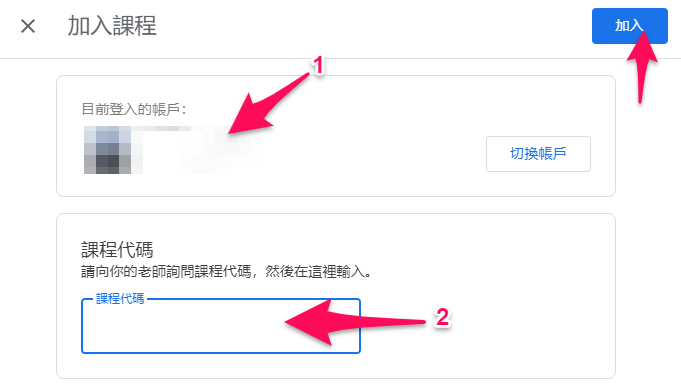 加入課程
加入
1
目前登入的帳戶：
切換帳戶
課程代碼
請向你的老師詢問課程代碼，然後在這裡輸入。
課程代碼
2